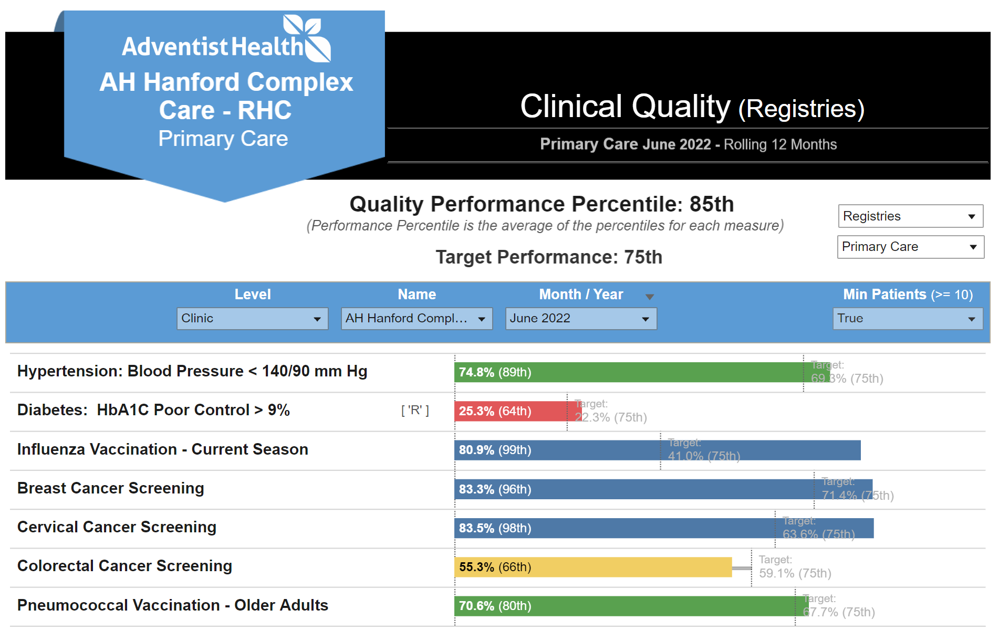 Adventist Health
AH Hanford Complex
Care - RHC
Primary Care
Clinical Quality (Registries)
Primary Care June 2022 - Rolling 12 Months
Quality Performance Percentile: 85th
(Performance Percentile is the average of the percentiles for each measure)
Target Performance: 75th
Registries
Primary Care
Level Name Month / Year Min Patients (>= 10)
Clinic AH Hanford Compl... June 2022 True
Hypertension: Blood Pressure < 140/90 mm Hg 74.8% (89th) Target:
69.3% (75th)
Diabetes:  HbA1C Poor Control > 9% [ 'R' ] 25.3% (64th) Target:
22.3% (75th)
Influenza Vaccination - Current Season 80.9% (99th) Target:
41.0% (75th)
Breast Cancer Screening 83.3% (96th) Target:
71.4% (75th)
Cervical Cancer Screening 83.5% (98th) Target:
63.6% (75th)
Colorectal Cancer Screening 55.3% (66th) Target:
59.1% (75th)
Pneumococcal Vaccination - Older Adults 70.6% (80th) Target:
67.7% (75th)